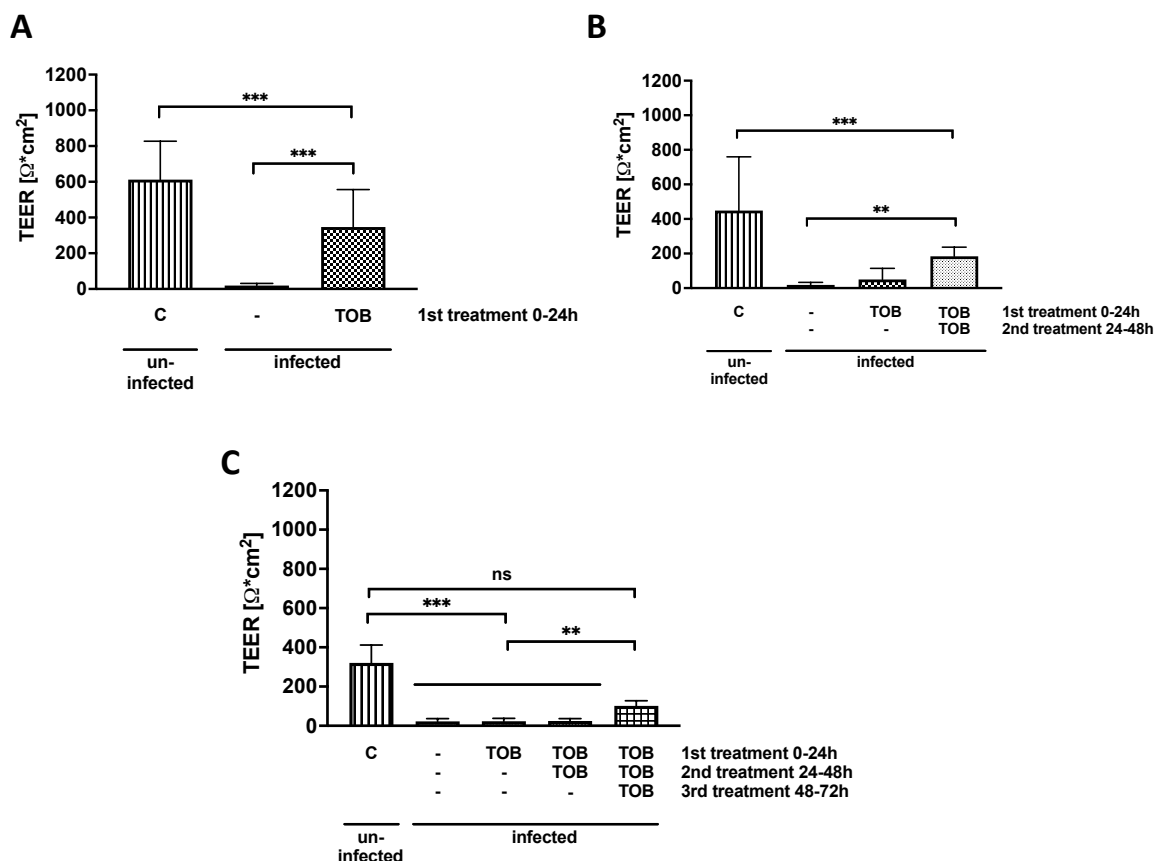 A
1200
1000
800
600
400
200
0
TEER [Ω*cm²]
***
***
C - TOB 1st treatment 0-24h
un-
infected
infected
B
1200
1000
800
600
400
200
0
TEER [Ω*cm²]
***
**
C - TOB TOB 1st treatment 0-24h
- - TOB 2nd treatment 24-48h
un-
infected
infected
C
1200
1000
800
600
400
200
0
TEER [Ω*cm²]
ns
***
**
C - TOB TOB TOB 1st treatment 0-24h
- - TOB TOB 2nd treatment 24-48h
- - - TOB 3rd treatment 48-72h
un-
infected
infected